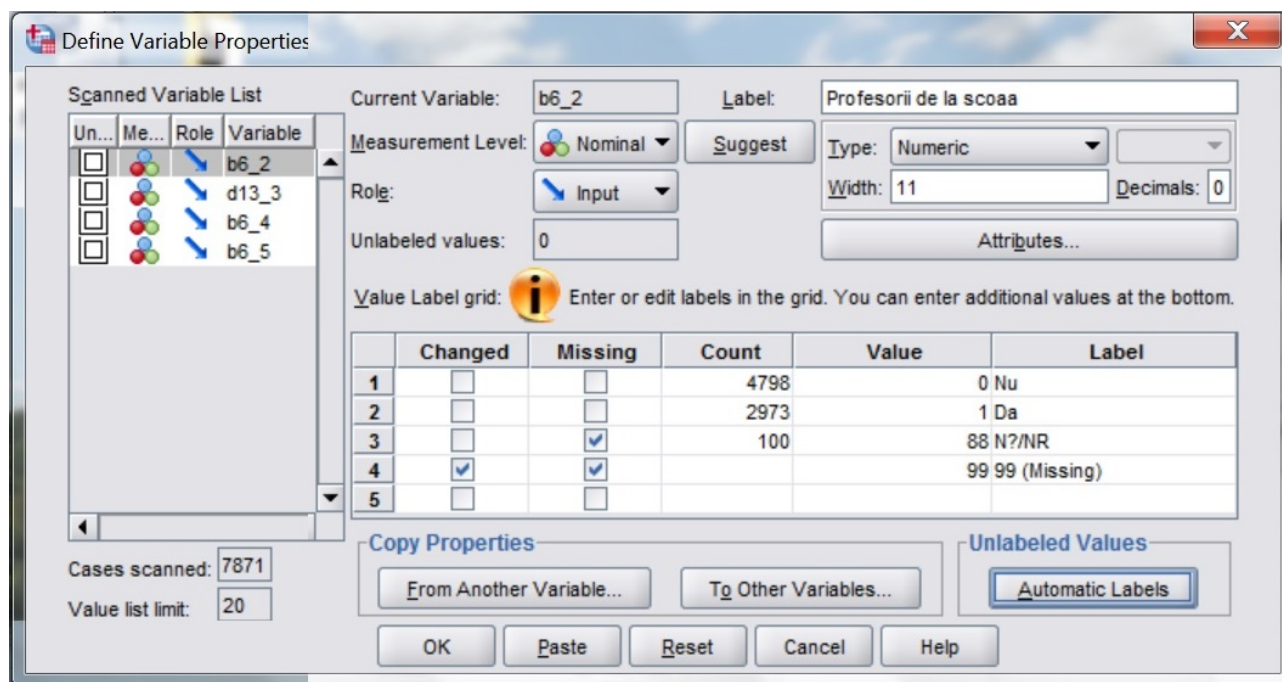 Define Variable Properties
Scanned Variable List
Un... Me... Role Variable
b6_2
d13_3
b6_4
b6_5
Cases scanned: 7871
Value list limit: 20
Current Variable: b6_2 Label: Profesorii de la scoaa
Measurement Level: Nominal Suggest Type: Numeric
Role: Input Width: 11 Decimals: 0
Unlabeled values: 0 Attributes...
Value Label grid: i Enter or edit labels in the grid. You can enter additional values at the bottom.
Changed Missing Count Value Label
1 4798 0 Nu
2 2973 1 Da
3 100 88 N?/NR
4 99 99 (Missing)
5
Copy Properties Unlabeled Values
From Another Variable... To Other Variables... Automatic Labels
OK Paste Reset Cancel Help